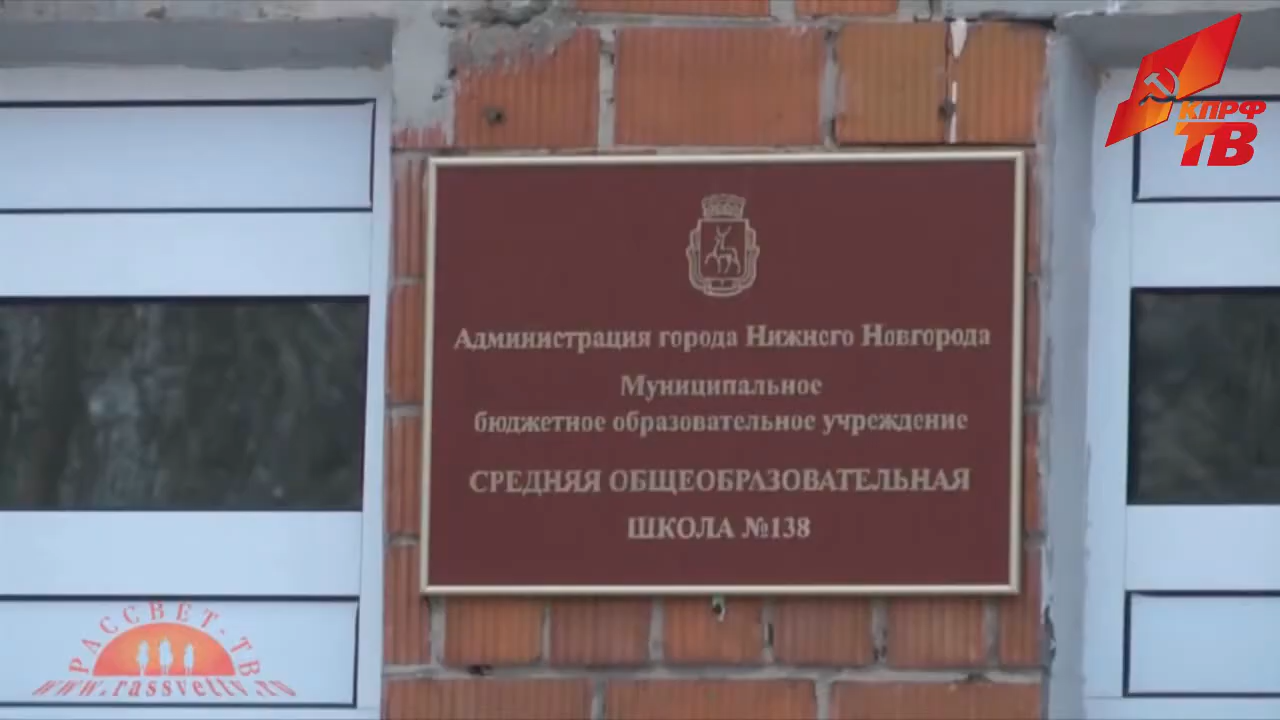 КПРФ
ТВ
Администрация города Нижнего Новгорода
Муниципальное
бюджетное образовательное учреждение
СРЕДНЯЯ ОБЩЕОБРАЗОВАТЕЛЬНАЯ
ШКОЛА №138
РАССВЕТ-ТВ
www.rassvettv.ru